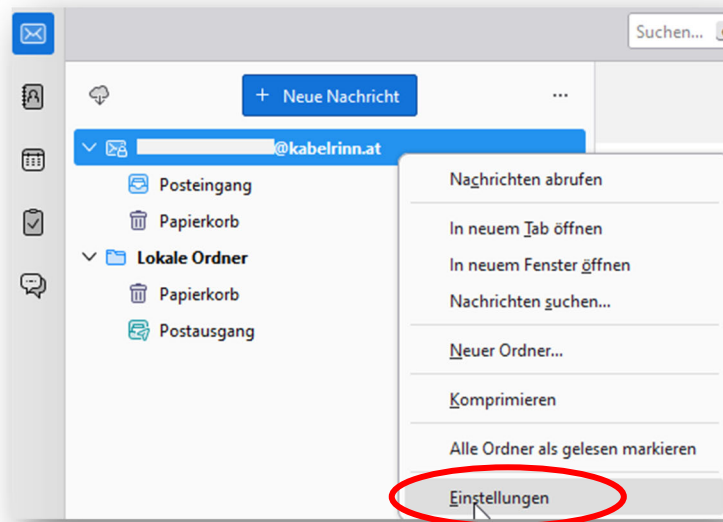 Suchen...
+ Neue Nachricht
...
@kabelrinn.at
Posteingang
Papierkorb
Lokale Ordner
Papierkorb
Postausgang
Nachrichten abrufen
In neuem Tab öffnen
In neuem Fenster öffnen
Nachrichten suchen...
Neuer Ordner...
Komprimieren
Alle Ordner als gelesen markieren
Einstellungen